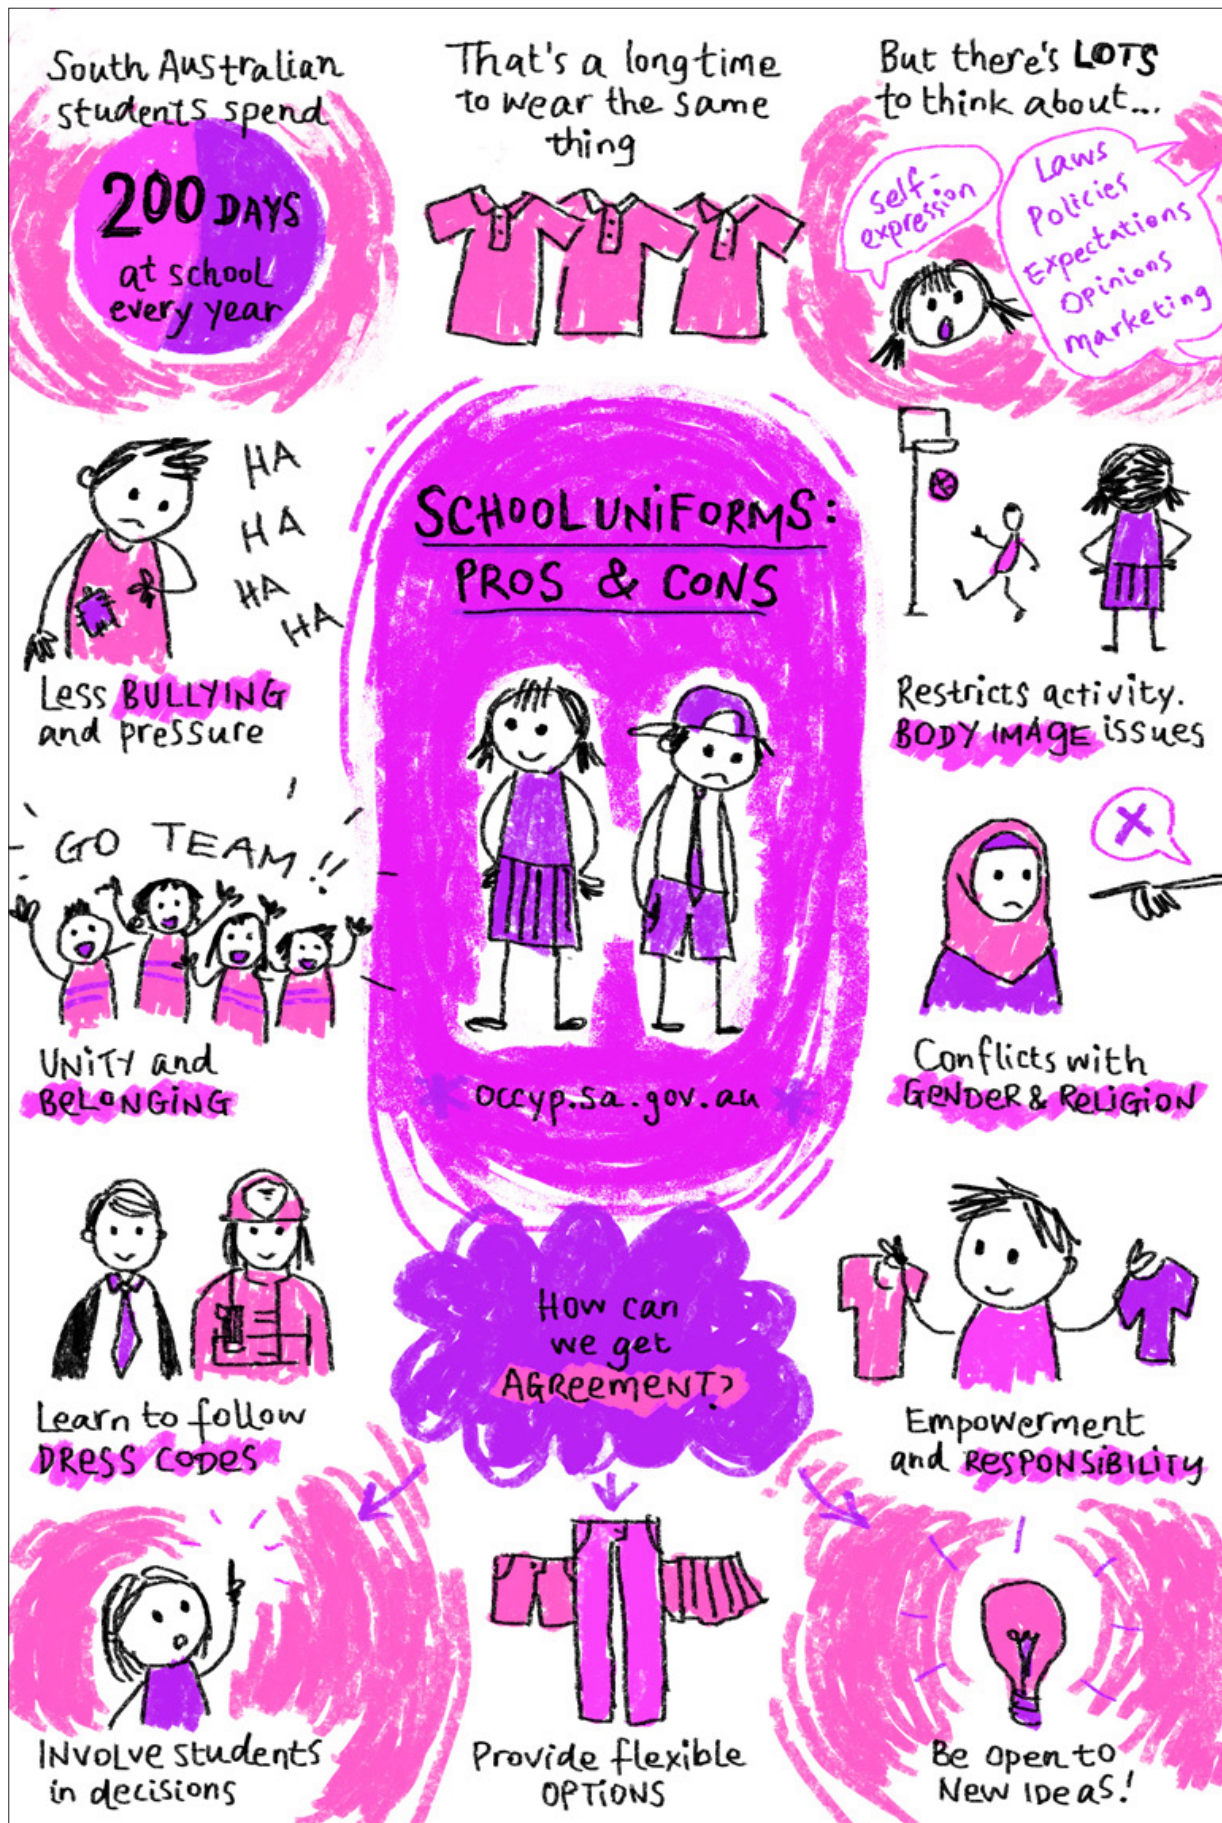 South Australian
students spend
200 DAYS
at school
every year
That's a long time
to wear the same
thing
But there's LOTS
to think about...
self-
expression
Laws
Policies
Expectations
Opinions
marketing
SCHOOL UNIFORMS:
PROS & CONS
occyp.sa.gov.au
HA
HA
HA
HA
Less BULLYING
and pressure
GO TEAM!!
UNITY and
BELONGING
Learn to follow
DRESS CODES
Restricts activity.
BODY IMAGE issues
X
Conflicts with
GENDER & RELIGION
Empowerment
and RESPONSIBILITY
How can
we get
AGREEMENT?
INVOLVE students
in decisions
Provide flexible
OPTIONS
Be open to
New IDeas!